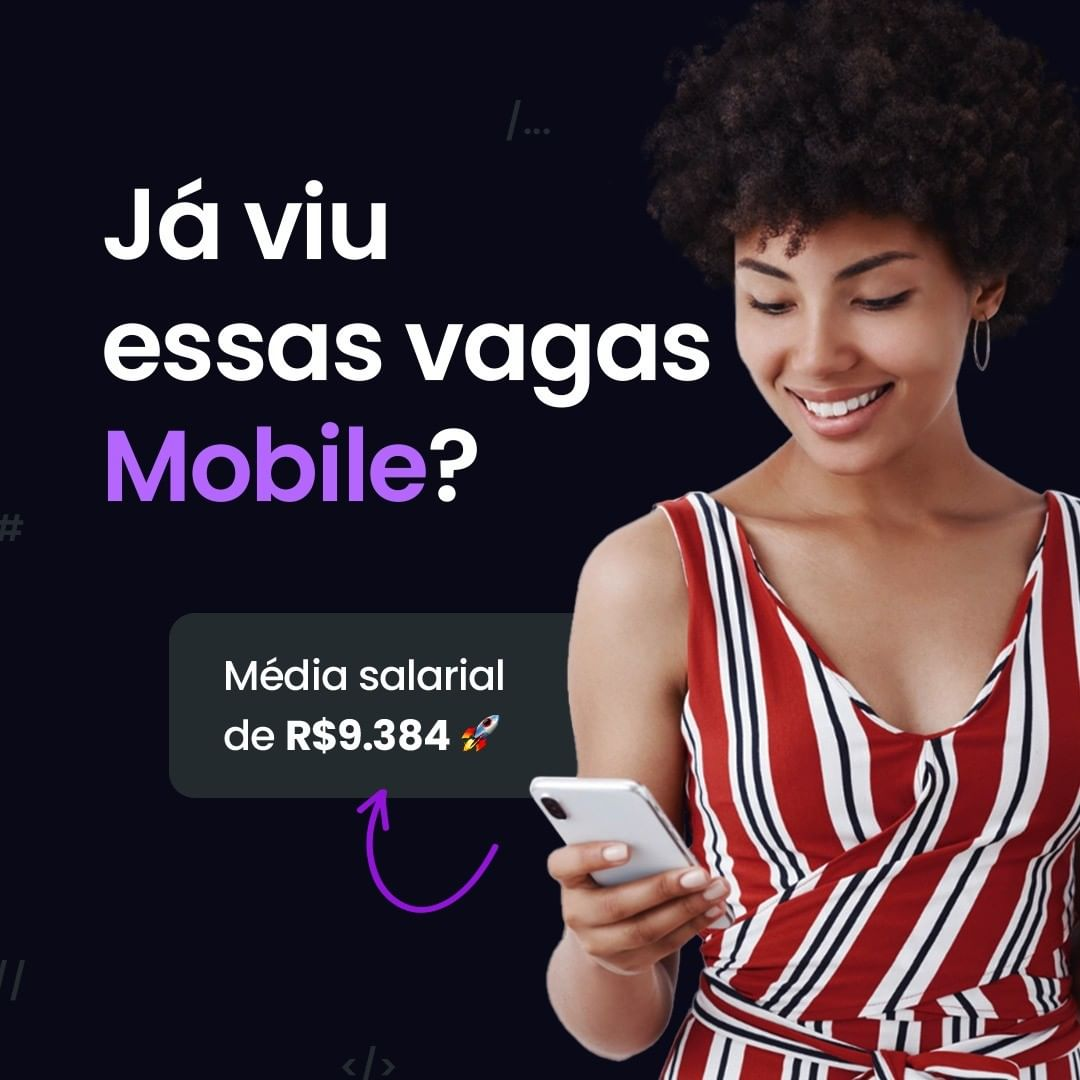 /...
Já viu
essas vagas
Mobile?
#
Média salarial
de R$9.384 🚀
//
</>